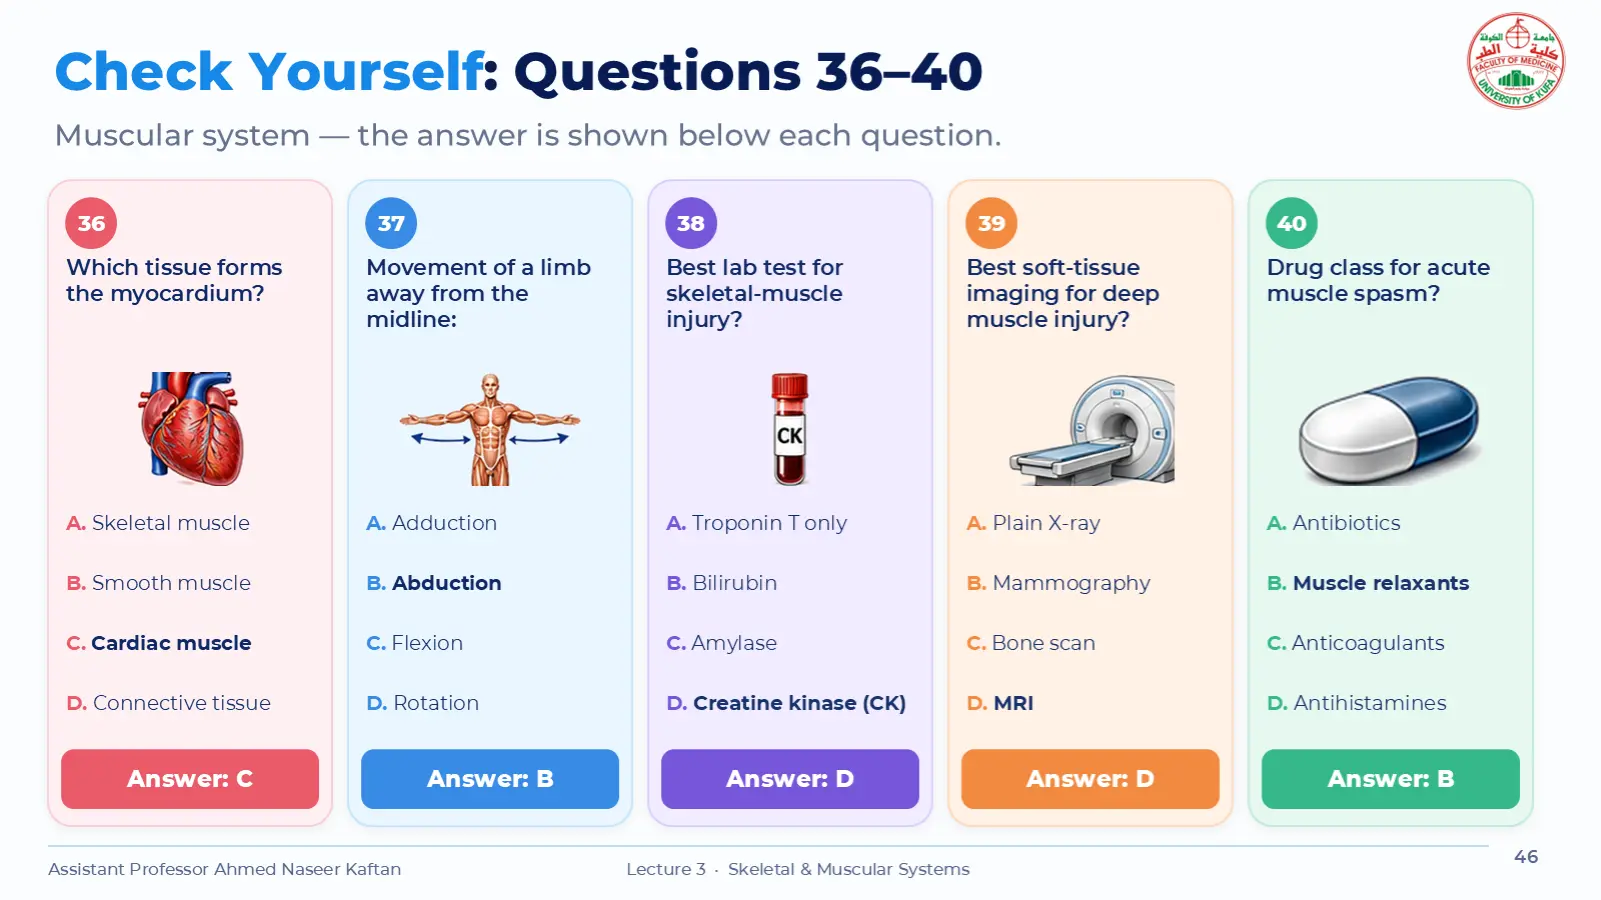 Check Yourself: Questions 36–40
Muscular system — the answer is shown below each question.
جامعة الكوفة
كلية الطب
FACULTY OF MEDICINE
UNIVERSITY OF KUFA
36
Which tissue forms
the myocardium?
A. Skeletal muscle
B. Smooth muscle
C. Cardiac muscle
D. Connective tissue
Answer: C
37
Movement of a limb
away from the
midline:
A. Adduction
B. Abduction
C. Flexion
D. Rotation
Answer: B
38
Best lab test for
skeletal-muscle
injury?
CK
A. Troponin T only
B. Bilirubin
C. Amylase
D. Creatine kinase (CK)
Answer: D
39
Best soft-tissue
imaging for deep
muscle injury?
A. Plain X-ray
B. Mammography
C. Bone scan
D. MRI
Answer: D
40
Drug class for acute
muscle spasm?
A. Antibiotics
B. Muscle relaxants
C. Anticoagulants
D. Antihistamines
Answer: B
Assistant Professor Ahmed Naseer Kaftan
Lecture 3 · Skeletal & Muscular Systems
46